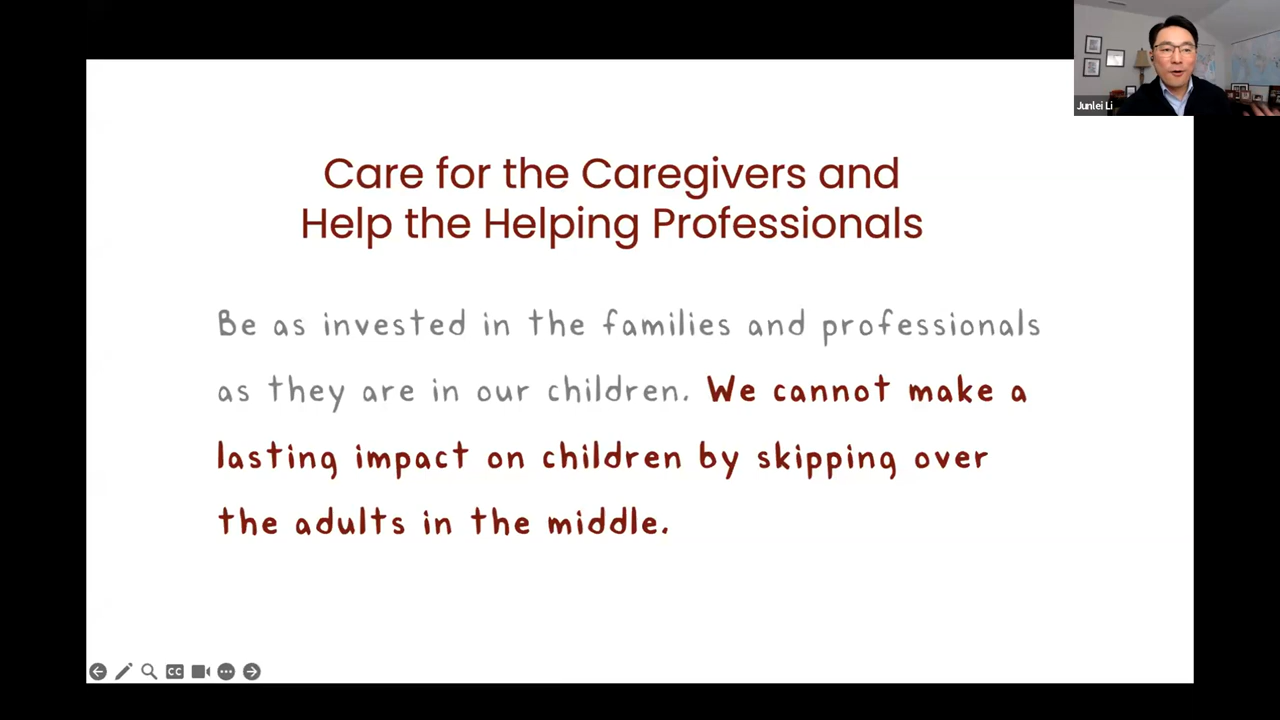 Junlei Li
Care for the Caregivers and
Help the Helping Professionals
Be as invested in the families and professionals
as they are in our children. We cannot make a
lasting impact on children by skipping over
the adults in the middle.
CC